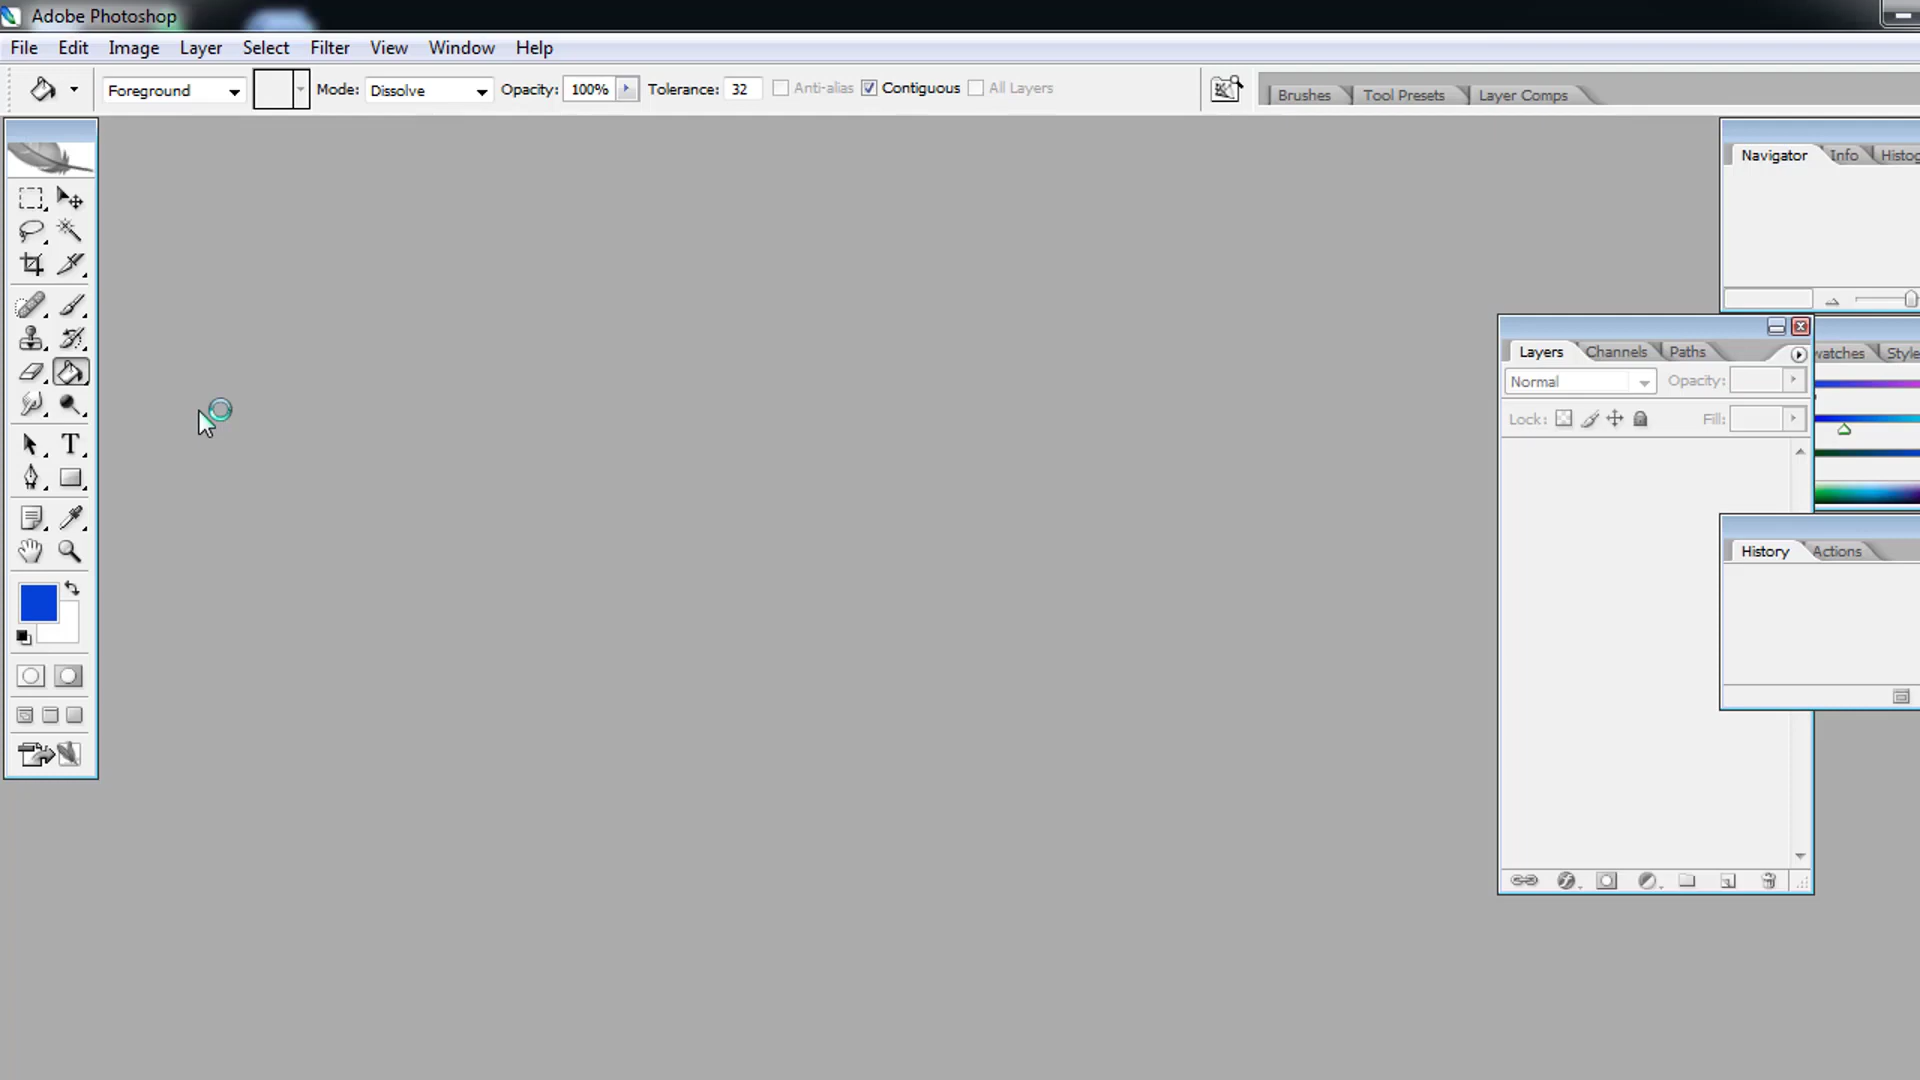 Adobe Photoshop
File Edit Image Layer Select Filter View Window Help
Foreground Mode: Dissolve Opacity: 100% Tolerance: 32 Anti-alias Contiguous All Layers Brushes Tool Presets Layer Comps
Navigator Info Histog
Layers Channels Paths watches Style
Normal Opacity:
Lock: Fill:
T
History Actions